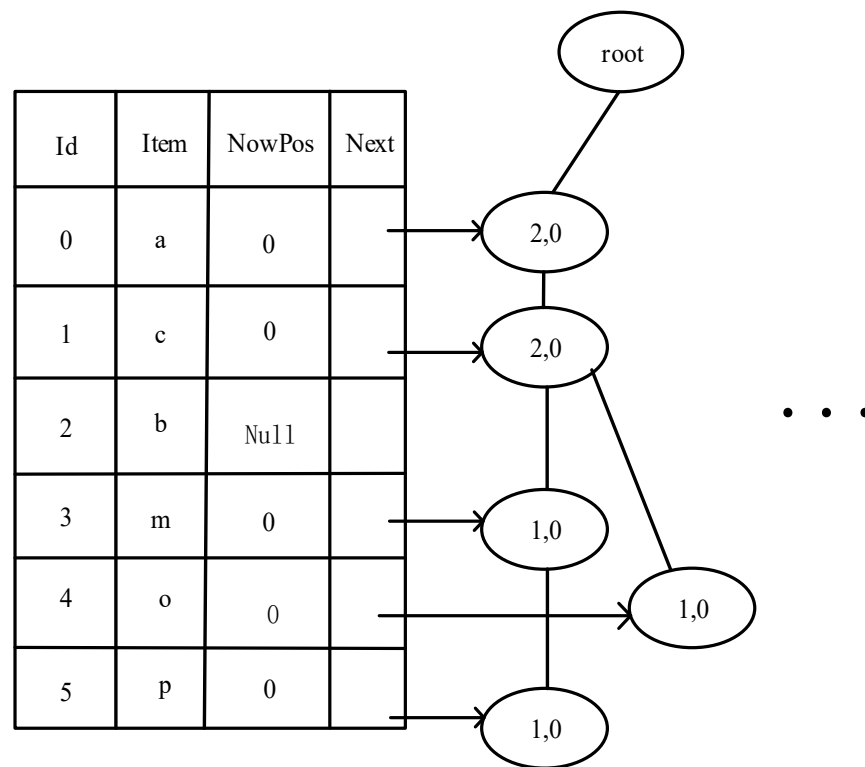 root
Id Item NowPos Next
0 a 0
2,0
1 c 0
2,0
2 b Null
. . .
3 m 0
1,0
4 o 0
1,0
5 p 0
1,0